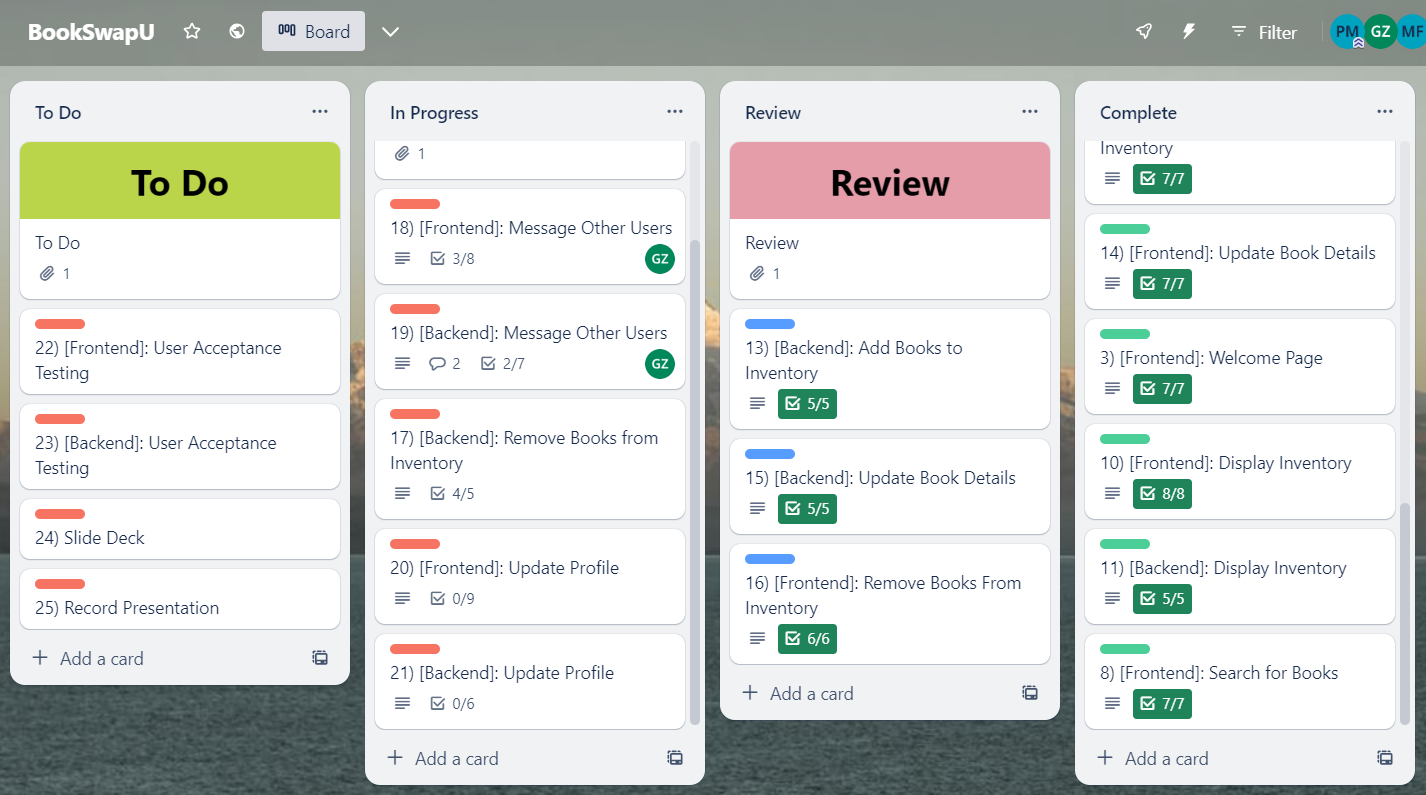 BookSwapU
Board
Filter
PM
GZ
MF
To Do
To Do
To Do
1
22) [Frontend]: User Acceptance
Testing
23) [Backend]: User Acceptance
Testing
24) Slide Deck
25) Record Presentation
Add a card
In Progress
1
18) [Frontend]: Message Other Users
3/8
GZ
19) [Backend]: Message Other Users
2
2/7
GZ
17) [Backend]: Remove Books from
Inventory
4/5
20) [Frontend]: Update Profile
0/9
21) [Backend]: Update Profile
0/6
Add a card
Review
Review
Review
1
13) [Backend]: Add Books to
Inventory
5/5
15) [Backend]: Update Book Details
5/5
16) [Frontend]: Remove Books From
Inventory
6/6
Add a card
Complete
Inventory
7/7
14) [Frontend]: Update Book Details
7/7
3) [Frontend]: Welcome Page
7/7
10) [Frontend]: Display Inventory
8/8
11) [Backend]: Display Inventory
5/5
8) [Frontend]: Search for Books
7/7
Add a card